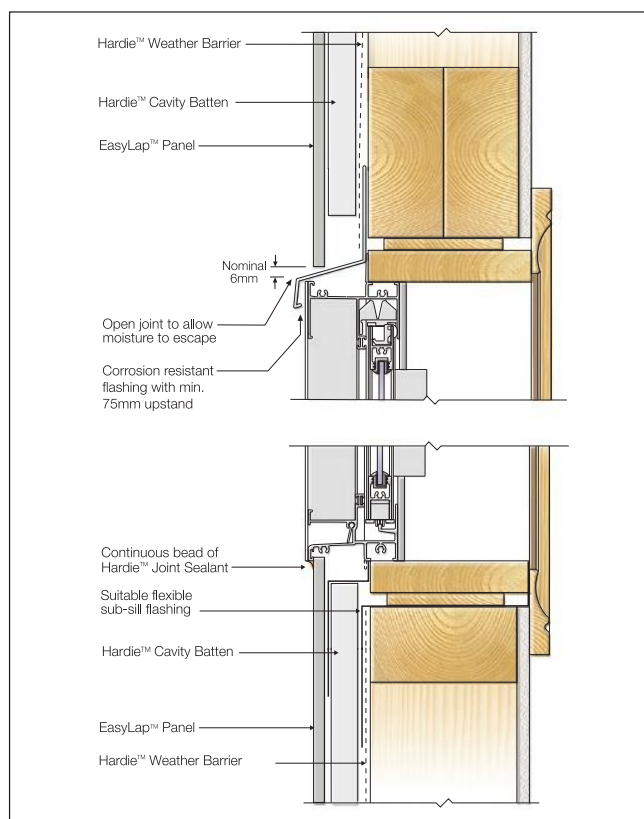 Hardie™ Weather Barrier
Hardie™ Cavity Batten
EasyLap™ Panel
Nominal
6mm
Open joint to allow
moisture to escape
Corrosion resistant
flashing with min.
75mm upstand
Continuous bead of
Hardie™ Joint Sealant
Suitable flexible
sub-sill flashing
Hardie™ Cavity Batten
EasyLap™ Panel
Hardie™ Weather Barrier